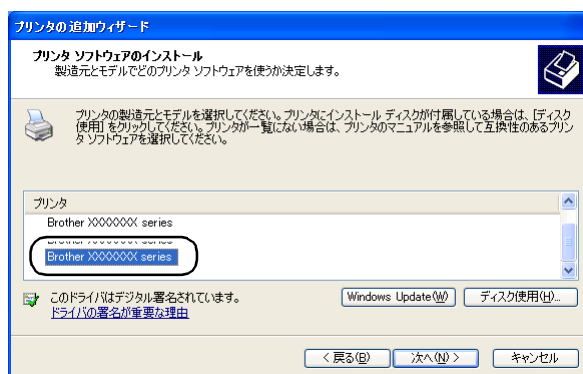 プリンタの追加ウィザード
プリンタ ソフトウェアのインストール
製造元とモデルでどのプリンタ ソフトウェアを使うか決定します。
プリンタの製造元とモデルを選択してください。プリンタにインストール ディスクが付属している場合は、[ディスク
使用] をクリックしてください。プリンタが一覧にない場合は、プリンタのマニュアルを参照して互換性のあるプリン
タ ソフトウェアを選択してください。
プリンタ
Brother XXXXXXX series
Brother XXXXXXX series
このドライバはデジタル署名されています。
ドライバの署名が重要な理由
Windows Update(W)
ディスク使用(H)...
< 戻る(B)
次へ(N) >
キャンセル